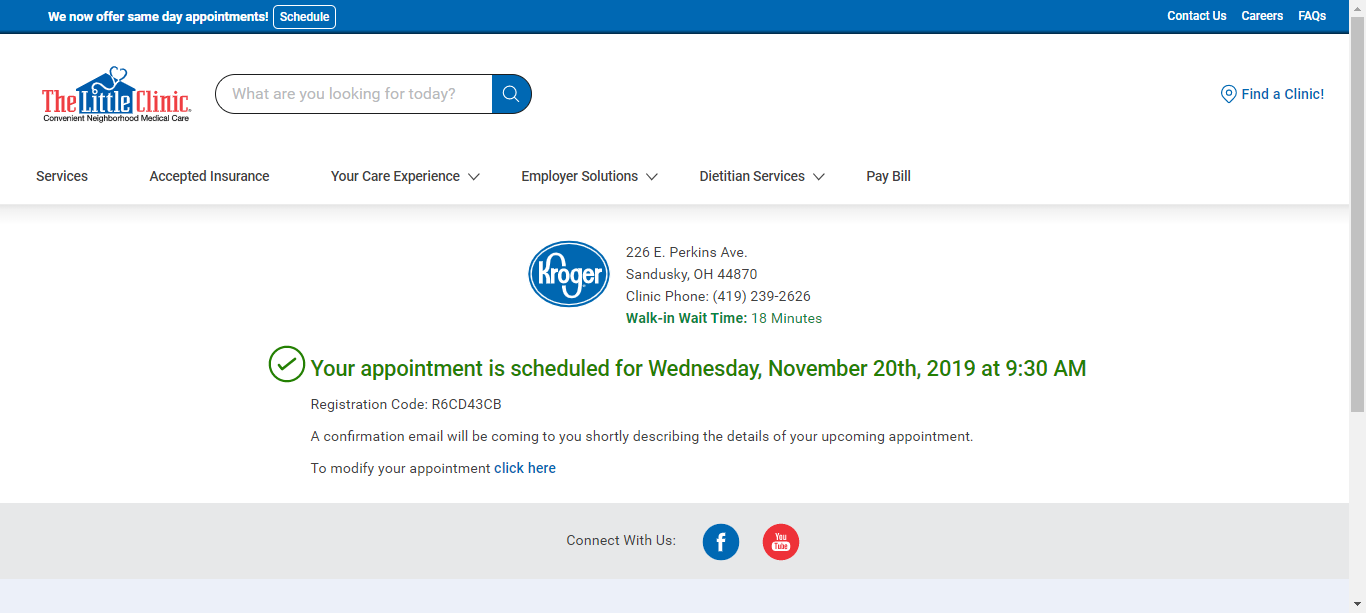 We now offer same day appointments! Schedule
Contact Us Careers FAQs
The Little Clinic.
Convenient Neighborhood Medical Care
What are you looking for today?
Find a Clinic!
Services Accepted Insurance Your Care Experience Employer Solutions Dietitian Services Pay Bill
Kroger
226 E. Perkins Ave.
Sandusky, OH 44870
Clinic Phone: (419) 239-2626
Walk-in Wait Time: 18 Minutes
Your appointment is scheduled for Wednesday, November 20th, 2019 at 9:30 AM
Registration Code: R6CD43CB
A confirmation email will be coming to you shortly describing the details of your upcoming appointment.
To modify your appointment click here
Connect With Us: f You Tube